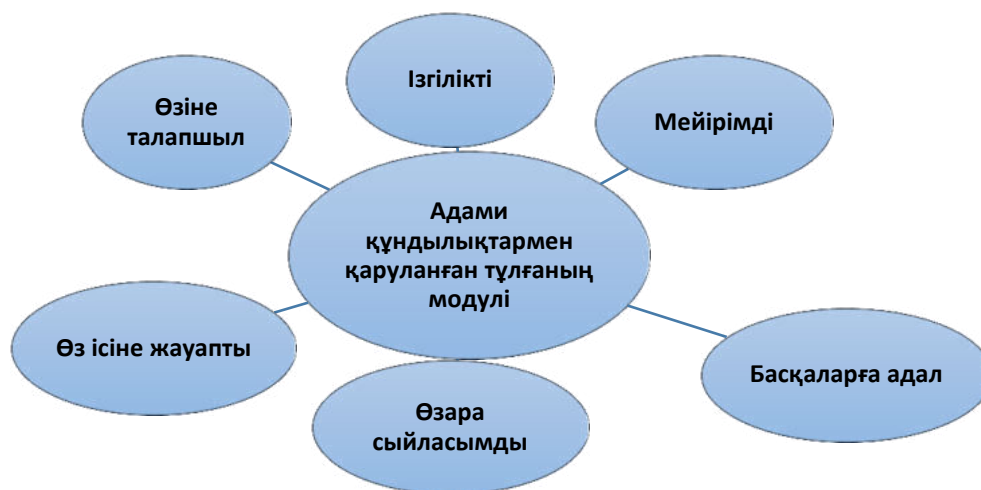 Ізгілікті
Өзіне
талапшыл
Мейірімді
Адами
құндылықтармен
қаруланған тұлғаның
модулі
Өз ісіне жауапты
Басқаларға адал
Өзара
сыйласымды